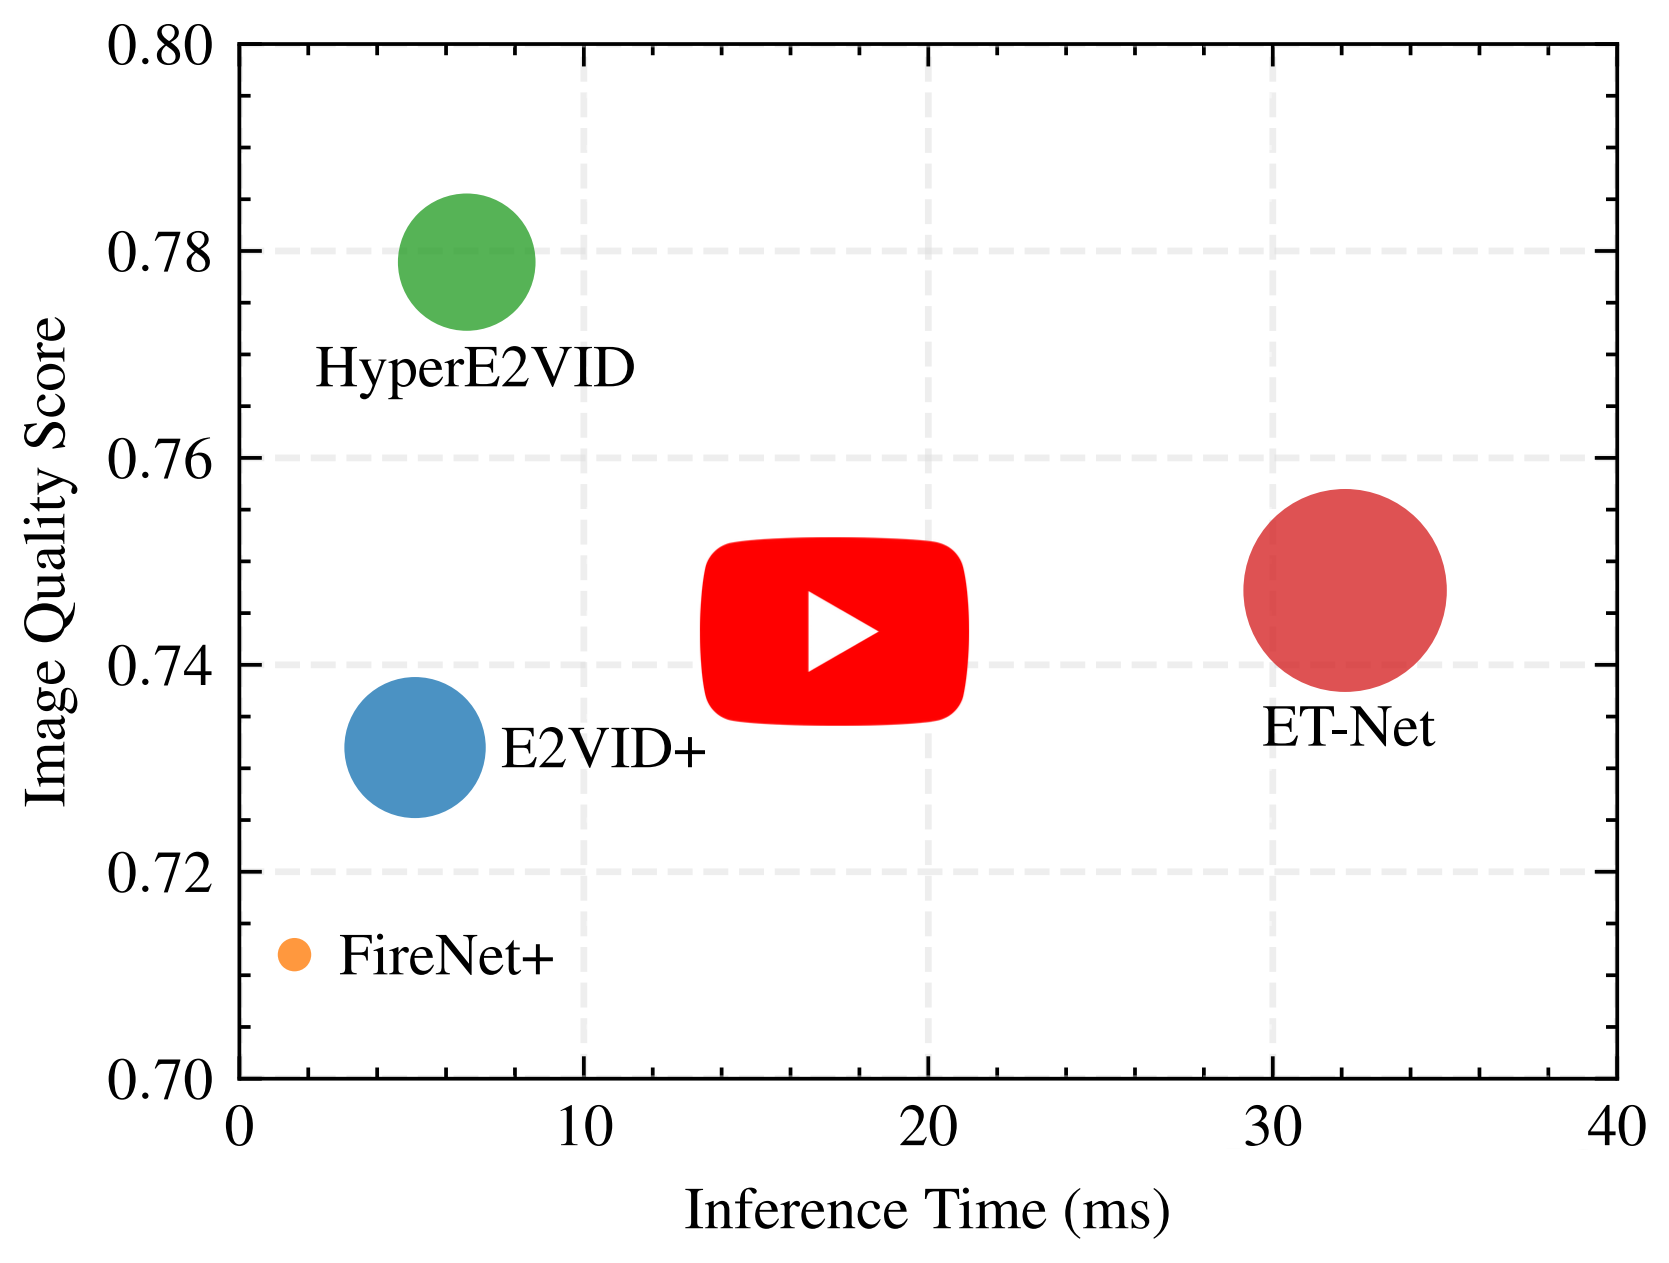 0.80
0.78
HyperE2VID
0.76
Image Quality Score
0.74
ET-Net
E2VID+
0.72
FireNet+
0.70
0 10 20 30 40
Inference Time (ms)